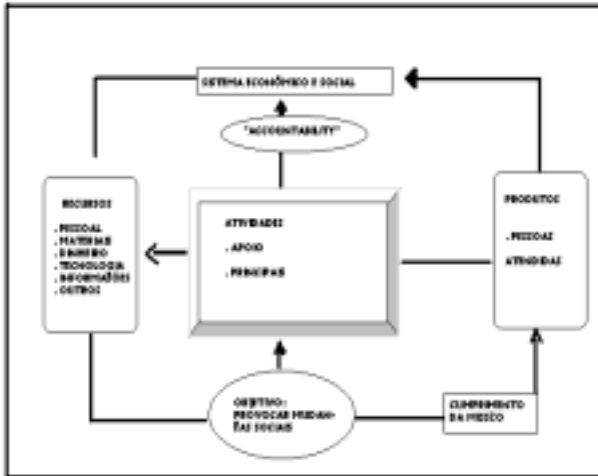 SISTEMA ECONÔMICO E SOCIAL
"ACCOUNTABILITY"
RECURSOS
. PESSOAL
. MATERIAIS
. DINHEIRO
. TECNOLOGIA
. INFORMAÇÕES
. OUTROS
ATIVIDADES
. APOIO
. PRINCIPAIS
PRODUTOS
. PESSOAS
ATENDIDAS
OBJETIVO:
PROVOCAR MUDAN-
ÇAS SOCIAIS
CUMPRIMENTO
DA MISSÃO